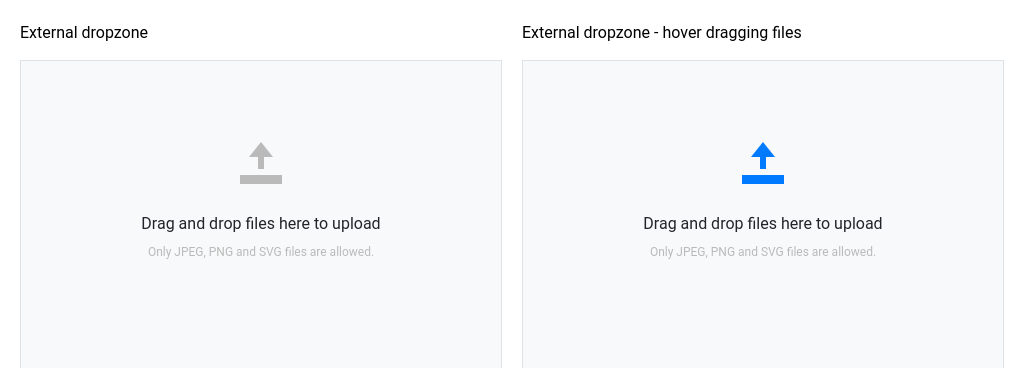 External dropzone
External dropzone - hover dragging files
Drag and drop files here to upload
Only JPEG, PNG and SVG files are allowed.
Drag and drop files here to upload
Only JPEG, PNG and SVG files are allowed.